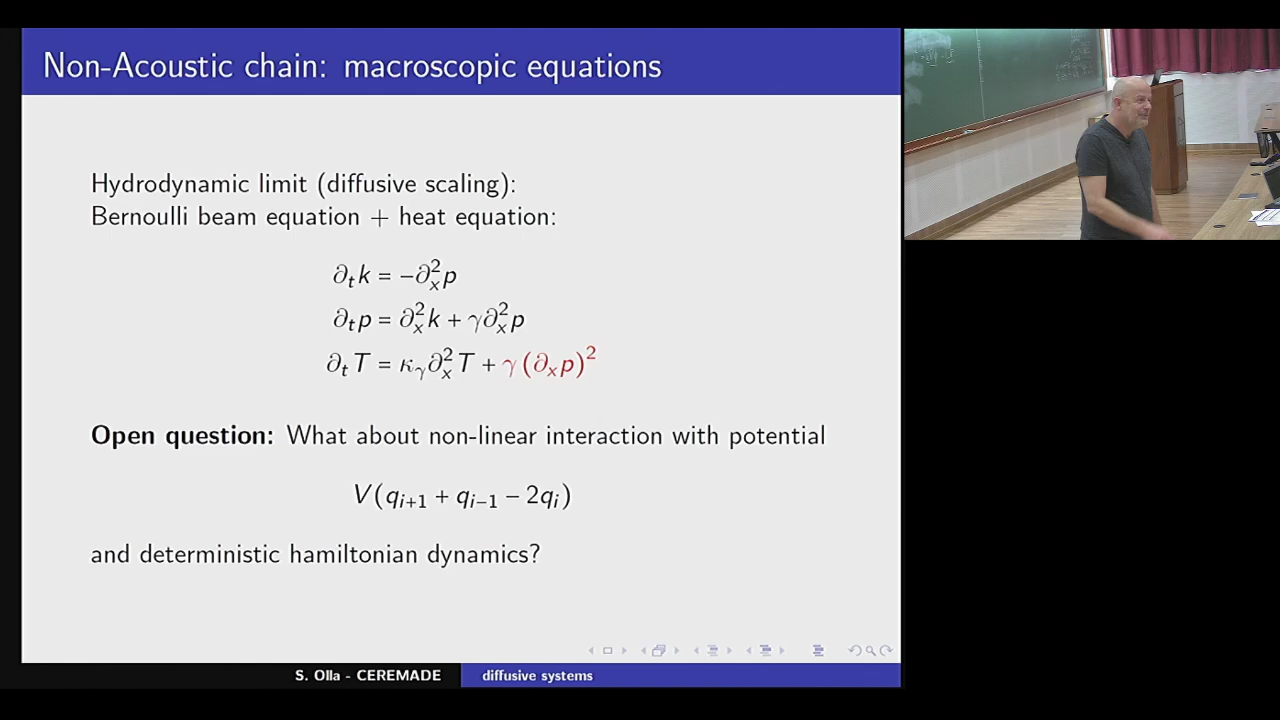 Non-Acoustic chain: macroscopic equations
Hydrodynamic limit (diffusive scaling):
Bernoulli beam equation + heat equation:
∂ₜk = −∂ₓ²p
∂ₜp = ∂ₓ²k + γ∂ₓ²p
∂ₜT = κ_γ∂ₓ²T + γ(∂ₓp)²
Open question: What about non-linear interaction with potential
V(qᵢ₊₁ + qᵢ₋₁ − 2qᵢ)
and deterministic hamiltonian dynamics?
S. Olla - CEREMADE diffusive systems